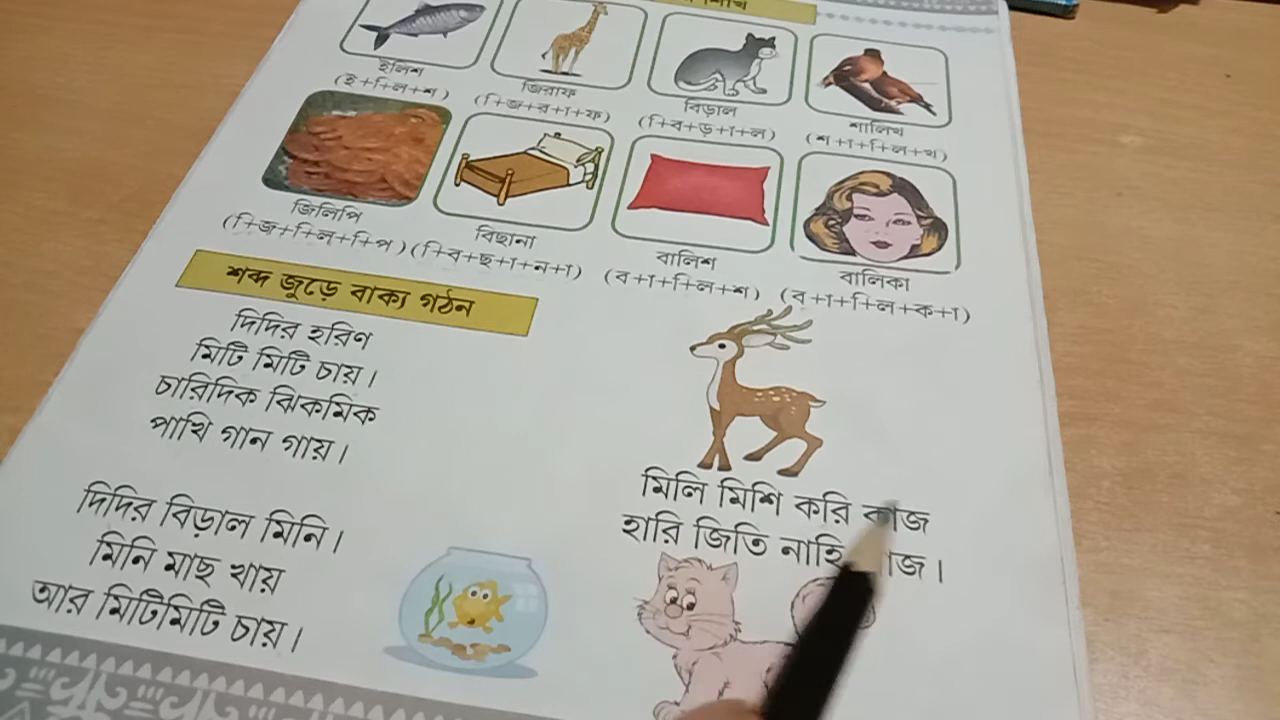 ইলিশ
জিরাফ
বিড়াল
শালিখ
(ই+ি+ল+শ)
(ি+জ+র+া+ফ)
(ি+ব+ড়+া+ল)
(শ+া+ি+ল+খ)
জিলিপি
বিছানা
বালিশ
বালিকা
(ি+জ+ি+ল+ি+প)
(ি+ব+ছ+া+ন+া)
(ব+া+ি+ল+শ)
(ব+া+ি+ল+ক+া)
শব্দ জুড়ে বাক্য গঠন
দিদির হরিণ
মিটি মিটি চায়।
চারিদিক ঝিকমিক
পাখি গান গায়।
মিলি মিশি করি কাজ
হারি জিতি নাহি
দিদির বিড়াল মিনি।
মিনি মাছ খায়
আর মিটিমিটি চায়।